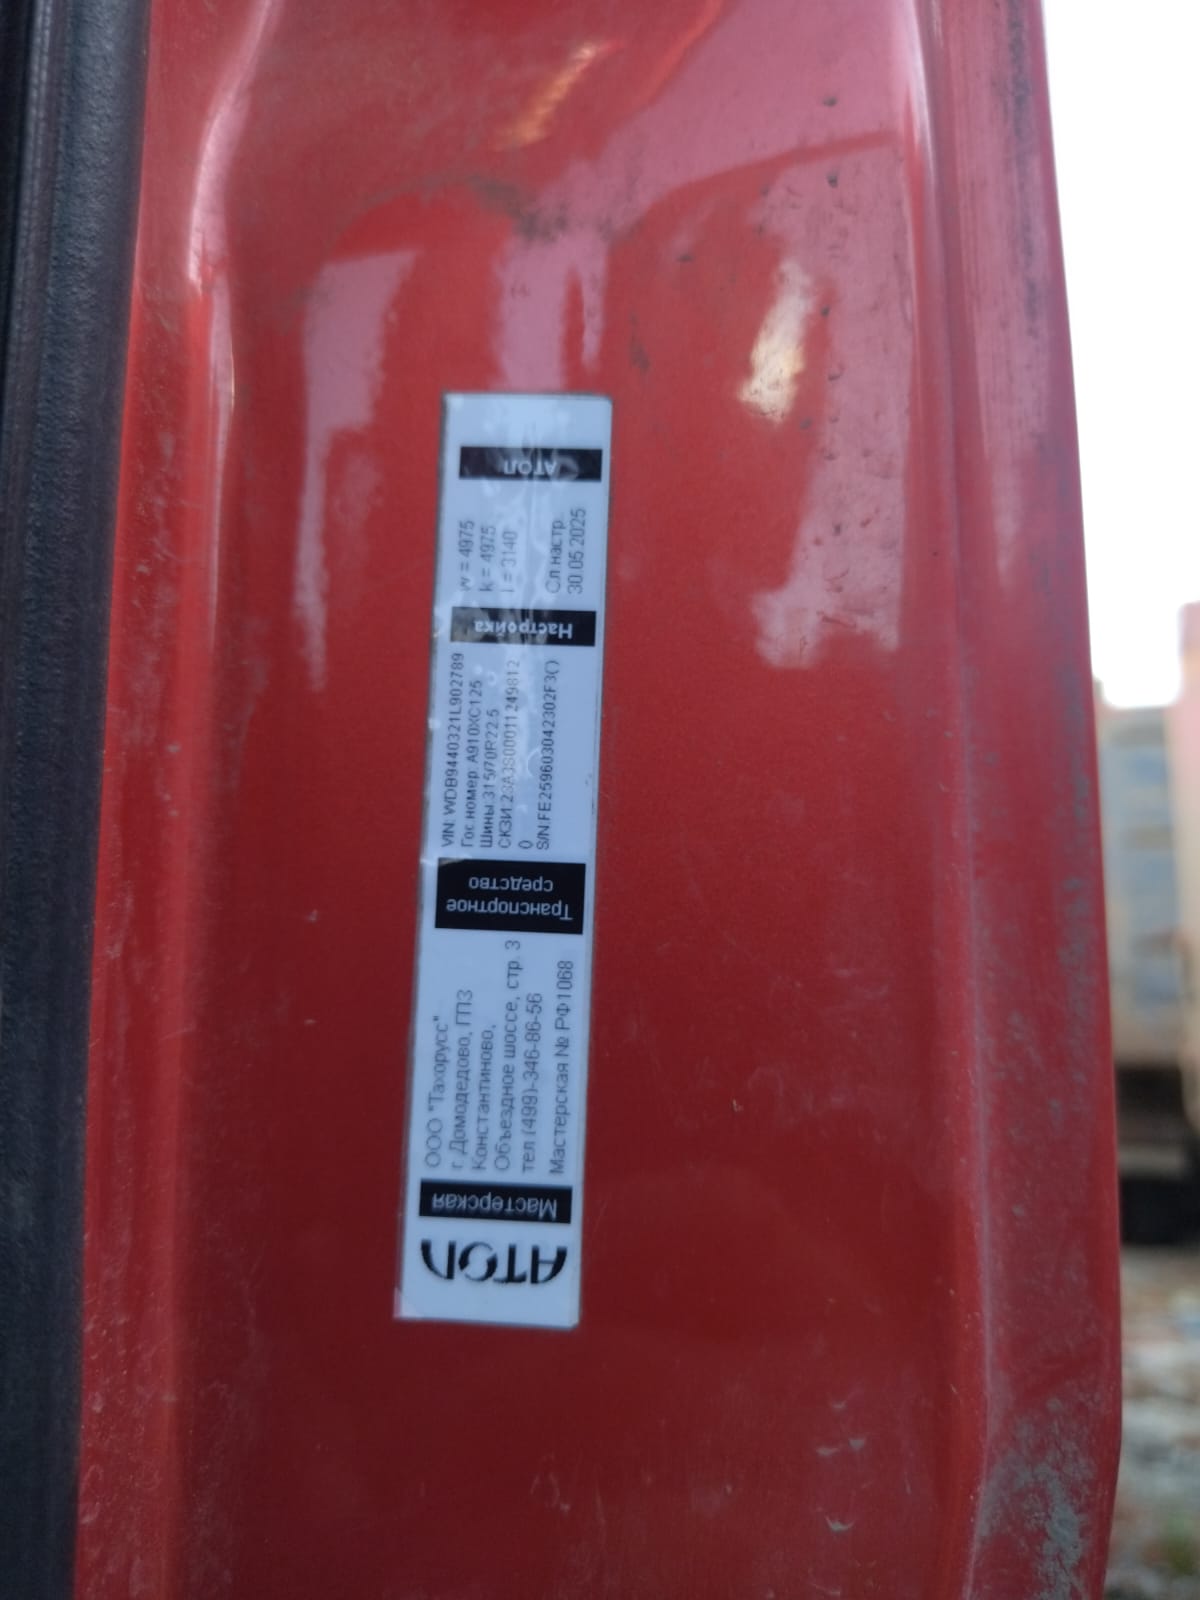 АТОЛ
Мастерская
ООО "Тахорусс"
г. Домодедово, ГПЗ
Константиново,
Объездное шоссе, стр. 3
тел (499)-346-86-56
Мастерская № РФ1068
Транспортное
средство
VIN: WDB9440321L902789
Гос.номер: А910ХС125
Шины 315/70R22.5
СКЗИ
0
S/N:FE259603042302F3()
Настройка
w = 4975
k = 4975
l = 3140
Сл.настр.
30.05.2025
АТОЛ